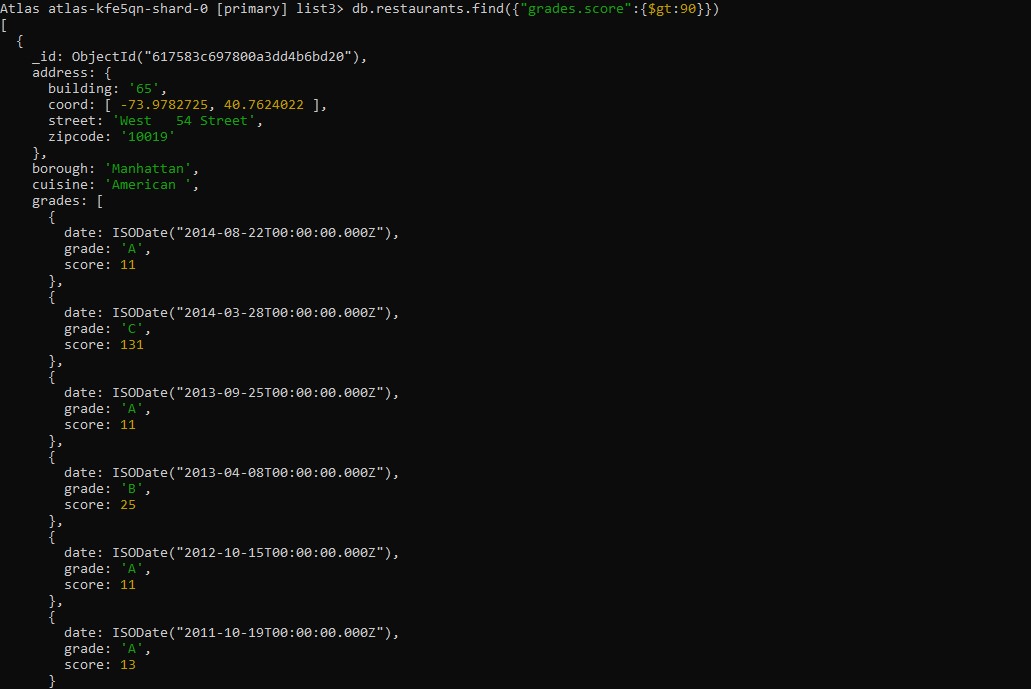 Atlas atlas-kfe5qn-shard-0 [primary] list3> db.restaurants.find({"grades.score":{$gt:90}})
[
  {
    _id: ObjectId("617583c697800a3dd4b6bd20"),
    address: {
      building: '65',
      coord: [ -73.9782725, 40.7624022 ],
      street: 'West   54 Street',
      zipcode: '10019'
    },
    borough: 'Manhattan',
    cuisine: 'American ',
    grades: [
      {
        date: ISODate("2014-08-22T00:00:00.000Z"),
        grade: 'A',
        score: 11
      },
      {
        date: ISODate("2014-03-28T00:00:00.000Z"),
        grade: 'C',
        score: 131
      },
      {
        date: ISODate("2013-09-25T00:00:00.000Z"),
        grade: 'A',
        score: 11
      },
      {
        date: ISODate("2013-04-08T00:00:00.000Z"),
        grade: 'B',
        score: 25
      },
      {
        date: ISODate("2012-10-15T00:00:00.000Z"),
        grade: 'A',
        score: 11
      },
      {
        date: ISODate("2011-10-19T00:00:00.000Z"),
        grade: 'A',
        score: 13
      }